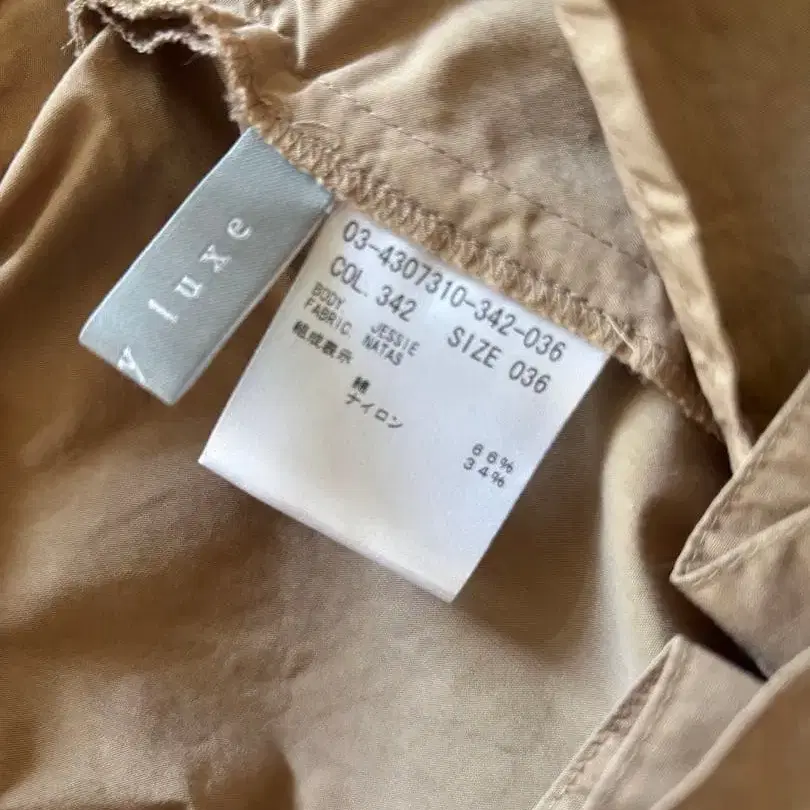 y luxe
03-4307310-342-036
COL. 342 SIZE 036
BODY JESSIE
FABRIC NATAS
組成表示
綿 66%
ナイロン 34%